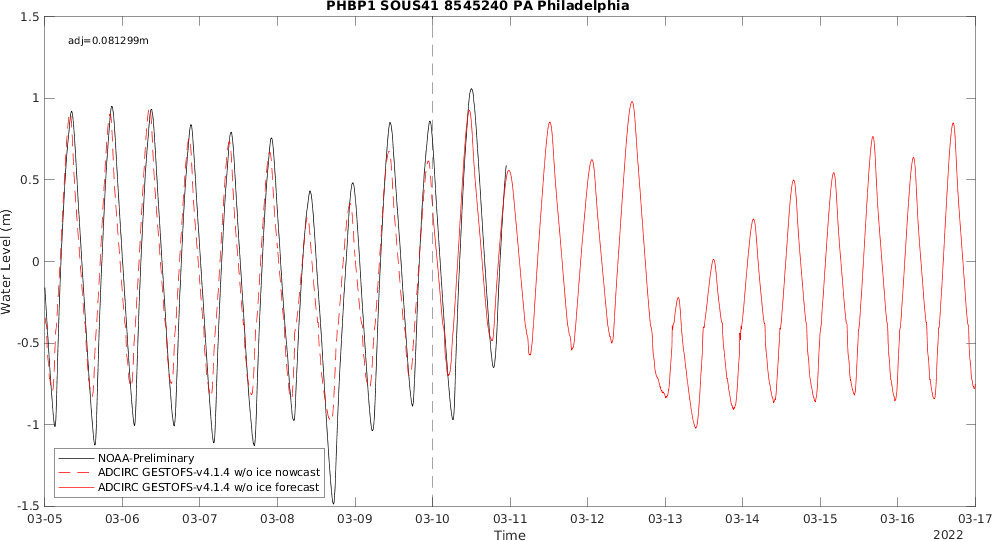 PHBP1 SOUS41 8545240 PA Philadelphia
adj=0.081299m
1.5
1
0.5
0
-0.5
-1
-1.5
Water Level (m)
NOAA-Preliminary
ADCIRC GESTOFS-v4.1.4 w/o ice nowcast
ADCIRC GESTOFS-v4.1.4 w/o ice forecast
03-05 03-06 03-07 03-08 03-09 03-10 03-11 03-12 03-13 03-14 03-15 03-16 03-17
Time
2022